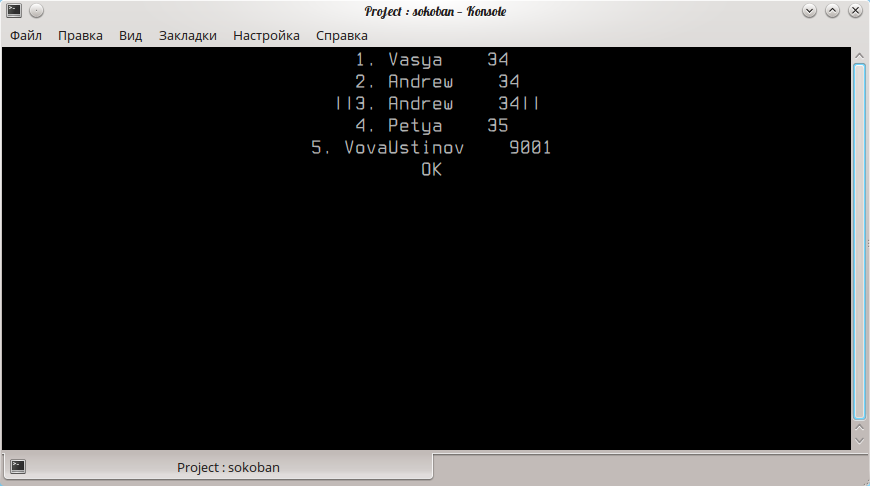 Project : sokoban – Konsole
Файл Правка Вид Закладки Настройка Справка
1. Vasya 34
2. Andrew 34
||3. Andrew 34||
4. Petya 35
5. VovaUstinov 9001
OK
Project : sokoban